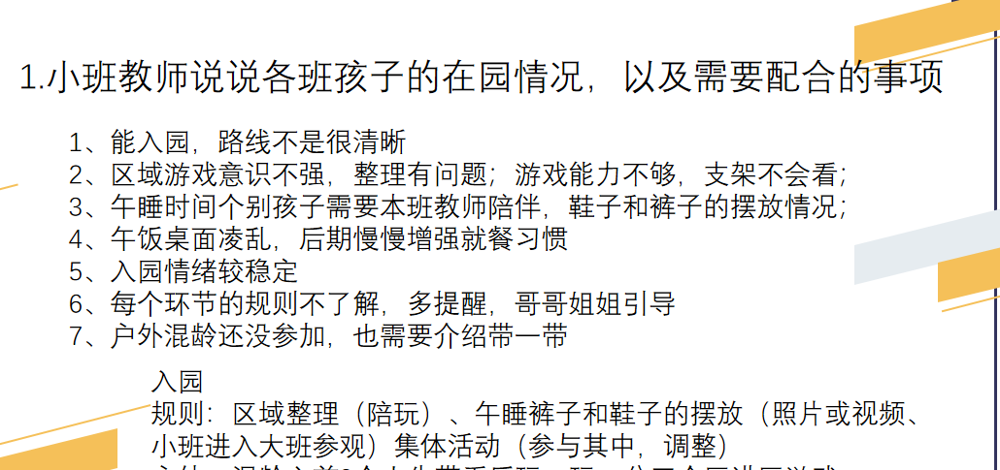 1.小班教师说说各班孩子的在园情况，以及需要配合的事项
1、能入园，路线不是很清晰
2、区域游戏意识不强，整理有问题；游戏能力不够，支架不会看；
3、午睡时间个别孩子需要本班教师陪伴，鞋子和裤子的摆放情况；
4、午饭桌面凌乱，后期慢慢增强就餐习惯
5、入园情绪较稳定
6、每个环节的规则不了解，多提醒，哥哥姐姐引导
7、户外混龄还没参加，也需要介绍带一带
入园
规则：区域整理（陪玩）、午睡裤子和鞋子的摆放（照片或视频、
小班进入大班参观）集体活动（参与其中，调整）